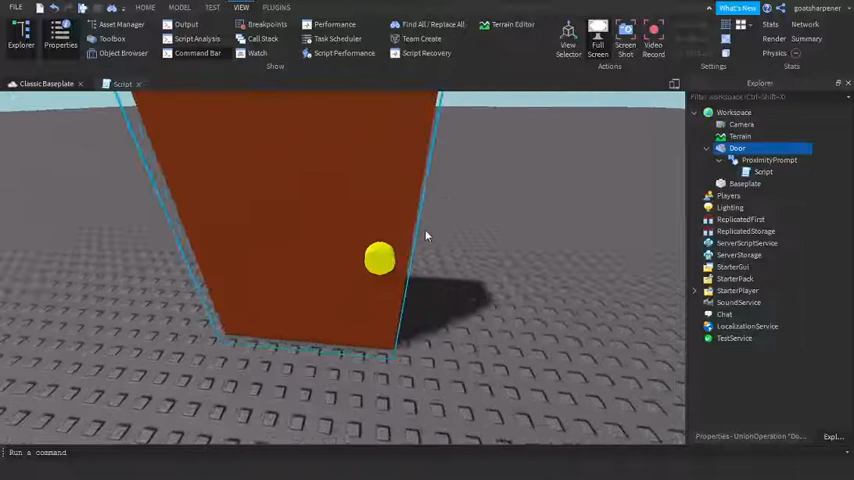 FILE HOME MODEL TEST VIEW PLUGINS What's New goatsharpener
Explorer
Properties
Asset Manager
Toolbox
Object Browser
Output
Script Analysis
Command Bar
Breakpoints
Call Stack
Watch
Performance
Task Scheduler
Script Performance
Find All / Replace All
Team Create
Script Recovery
Terrain Editor
Show
View Selector
Full Screen
Screen Shot
Video Record
Actions
Settings
Stats Network
Render Summary
Physics
Stats
Classic Baseplate Script
Explorer
Filter workspace (Ctrl+Shift+X)
Workspace
Camera
Terrain
Door
ProximityPrompt
Script
Baseplate
Players
Lighting
ReplicatedFirst
ReplicatedStorage
ServerScriptService
ServerStorage
StarterGui
StarterPack
StarterPlayer
SoundService
Chat
LocalizationService
TestService
Properties - UnionOperation "Do... Expl...
Run a command